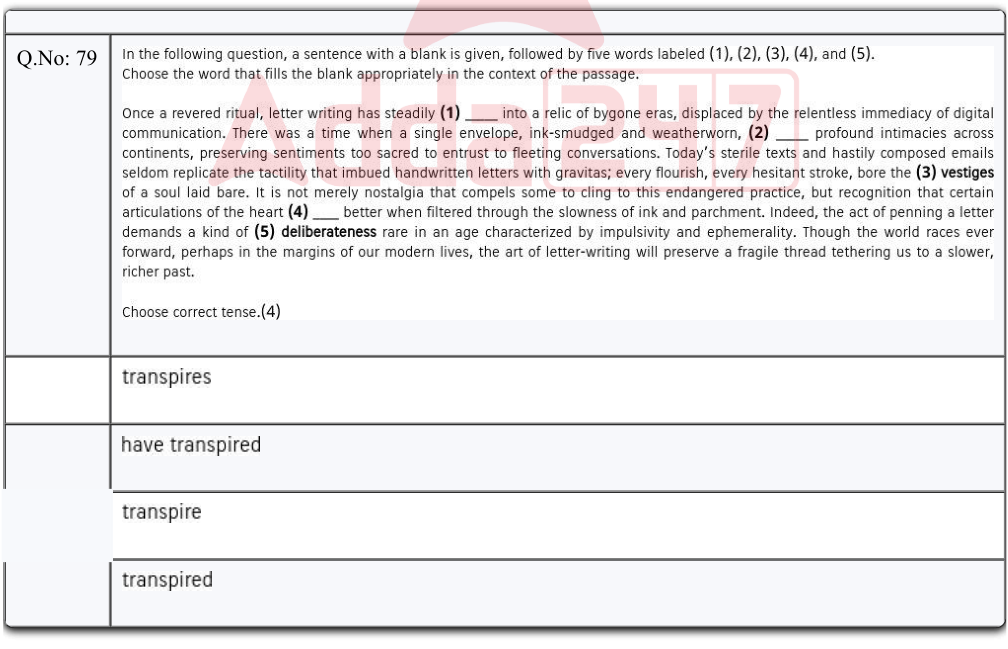 Q.No: 79
In the following question, a sentence with a blank is given, followed by five words labeled (1), (2), (3), (4), and (5).
Choose the word that fills the blank appropriately in the context of the passage.
Once a revered ritual, letter writing has steadily (1) ____ into a relic of bygone eras, displaced by the relentless immediacy of digital
communication. There was a time when a single envelope, ink-smudged and weatherworn, (2) ____ profound intimacies across
continents, preserving sentiments too sacred to entrust to fleeting conversations. Today's sterile texts and hastily composed emails
seldom replicate the tactility that imbued handwritten letters with gravitas; every flourish, every hesitant stroke, bore the (3) vestiges
of a soul laid bare. It is not merely nostalgia that compels some to cling to this endangered practice, but recognition that certain
articulations of the heart (4) ___ better when filtered through the slowness of ink and parchment. Indeed, the act of penning a letter
demands a kind of (5) deliberateness rare in an age characterized by impulsivity and ephemerality. Though the world races ever
forward, perhaps in the margins of our modern lives, the art of letter-writing will preserve a fragile thread tethering us to a slower,
richer past.
Choose correct tense.(4)
transpires
have transpired
transpire
transpired
Adda247